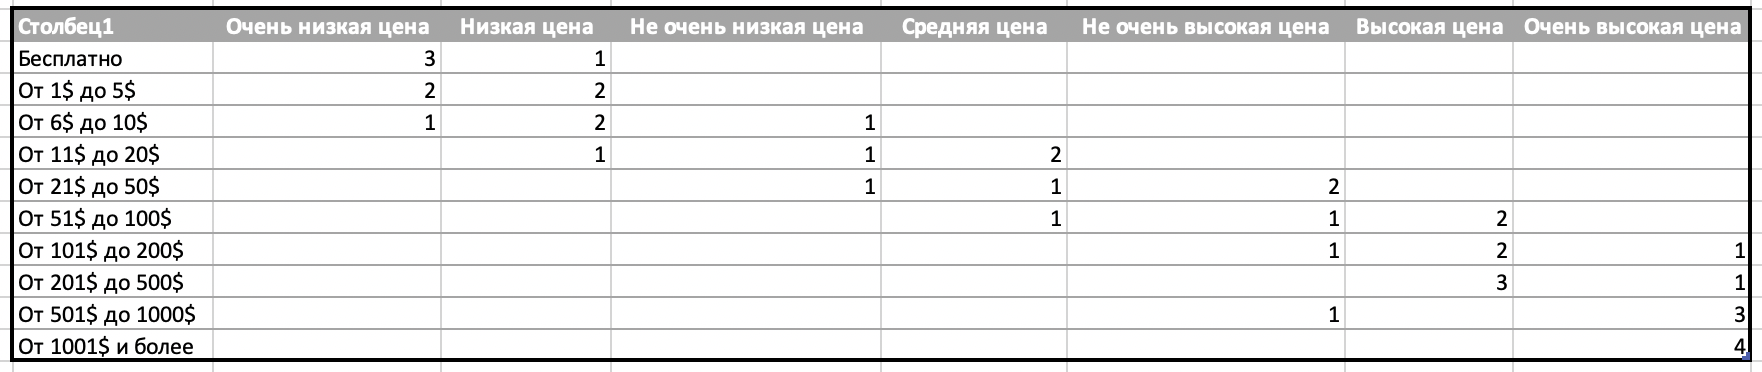 Столбец1 Очень низкая цена Низкая цена Не очень низкая цена Средняя цена Не очень высокая цена Высокая цена Очень высокая цена
Бесплатно 3 1
От 1$ до 5$ 2 2
От 6$ до 10$ 1 2 1
От 11$ до 20$ 1 1 2
От 21$ до 50$ 1 1 2
От 51$ до 100$ 1 1 2
От 101$ до 200$ 1 2 1
От 201$ до 500$ 3 1
От 501$ до 1000$ 1 3
От 1001$ и более 4